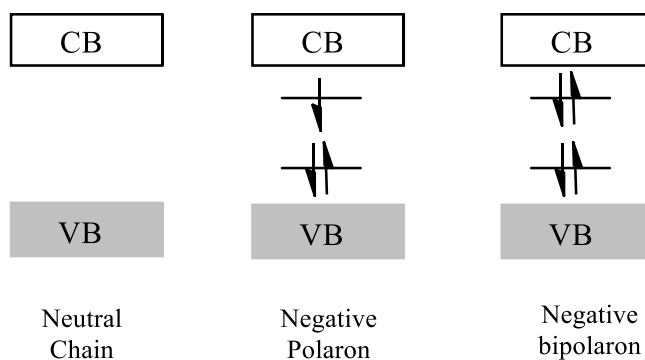 CB
CB
CB
VB
VB
VB
Neutral
Chain
Negative
Polaron
Negative
bipolaron